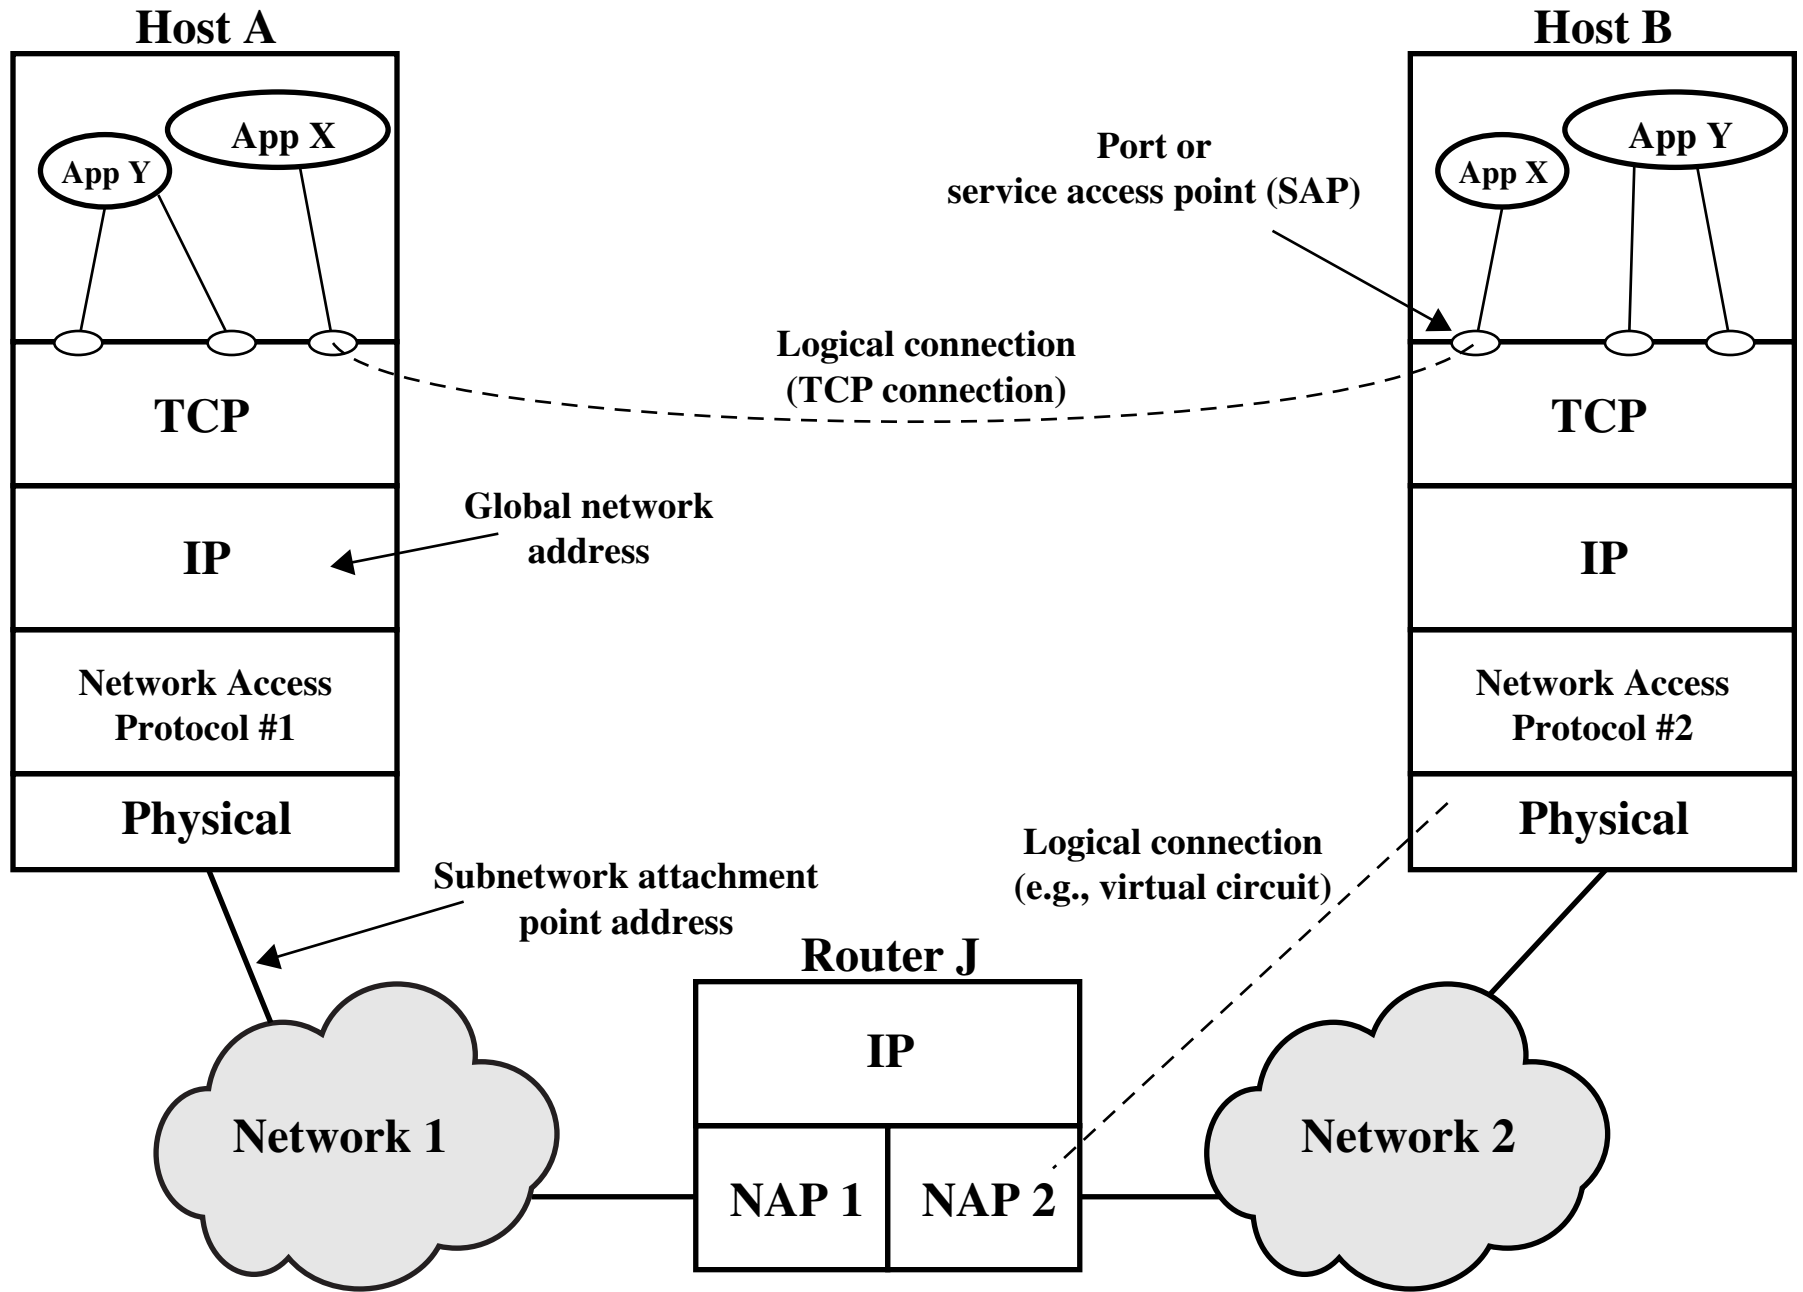 Host A
App X
App Y
TCP
IP
Network Access
Protocol #1
Physical
Host B
App Y
App X
TCP
IP
Network Access
Protocol #2
Physical
Port or
service access point (SAP)
Logical connection
(TCP connection)
Global network
address
Subnetwork attachment
point address
Logical connection
(e.g., virtual circuit)
Router J
IP
NAP 1
NAP 2
Network 1
Network 2